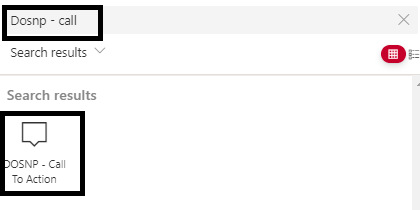 Dosnp - call
Search results
Search results
DOSNP - Call
To Action